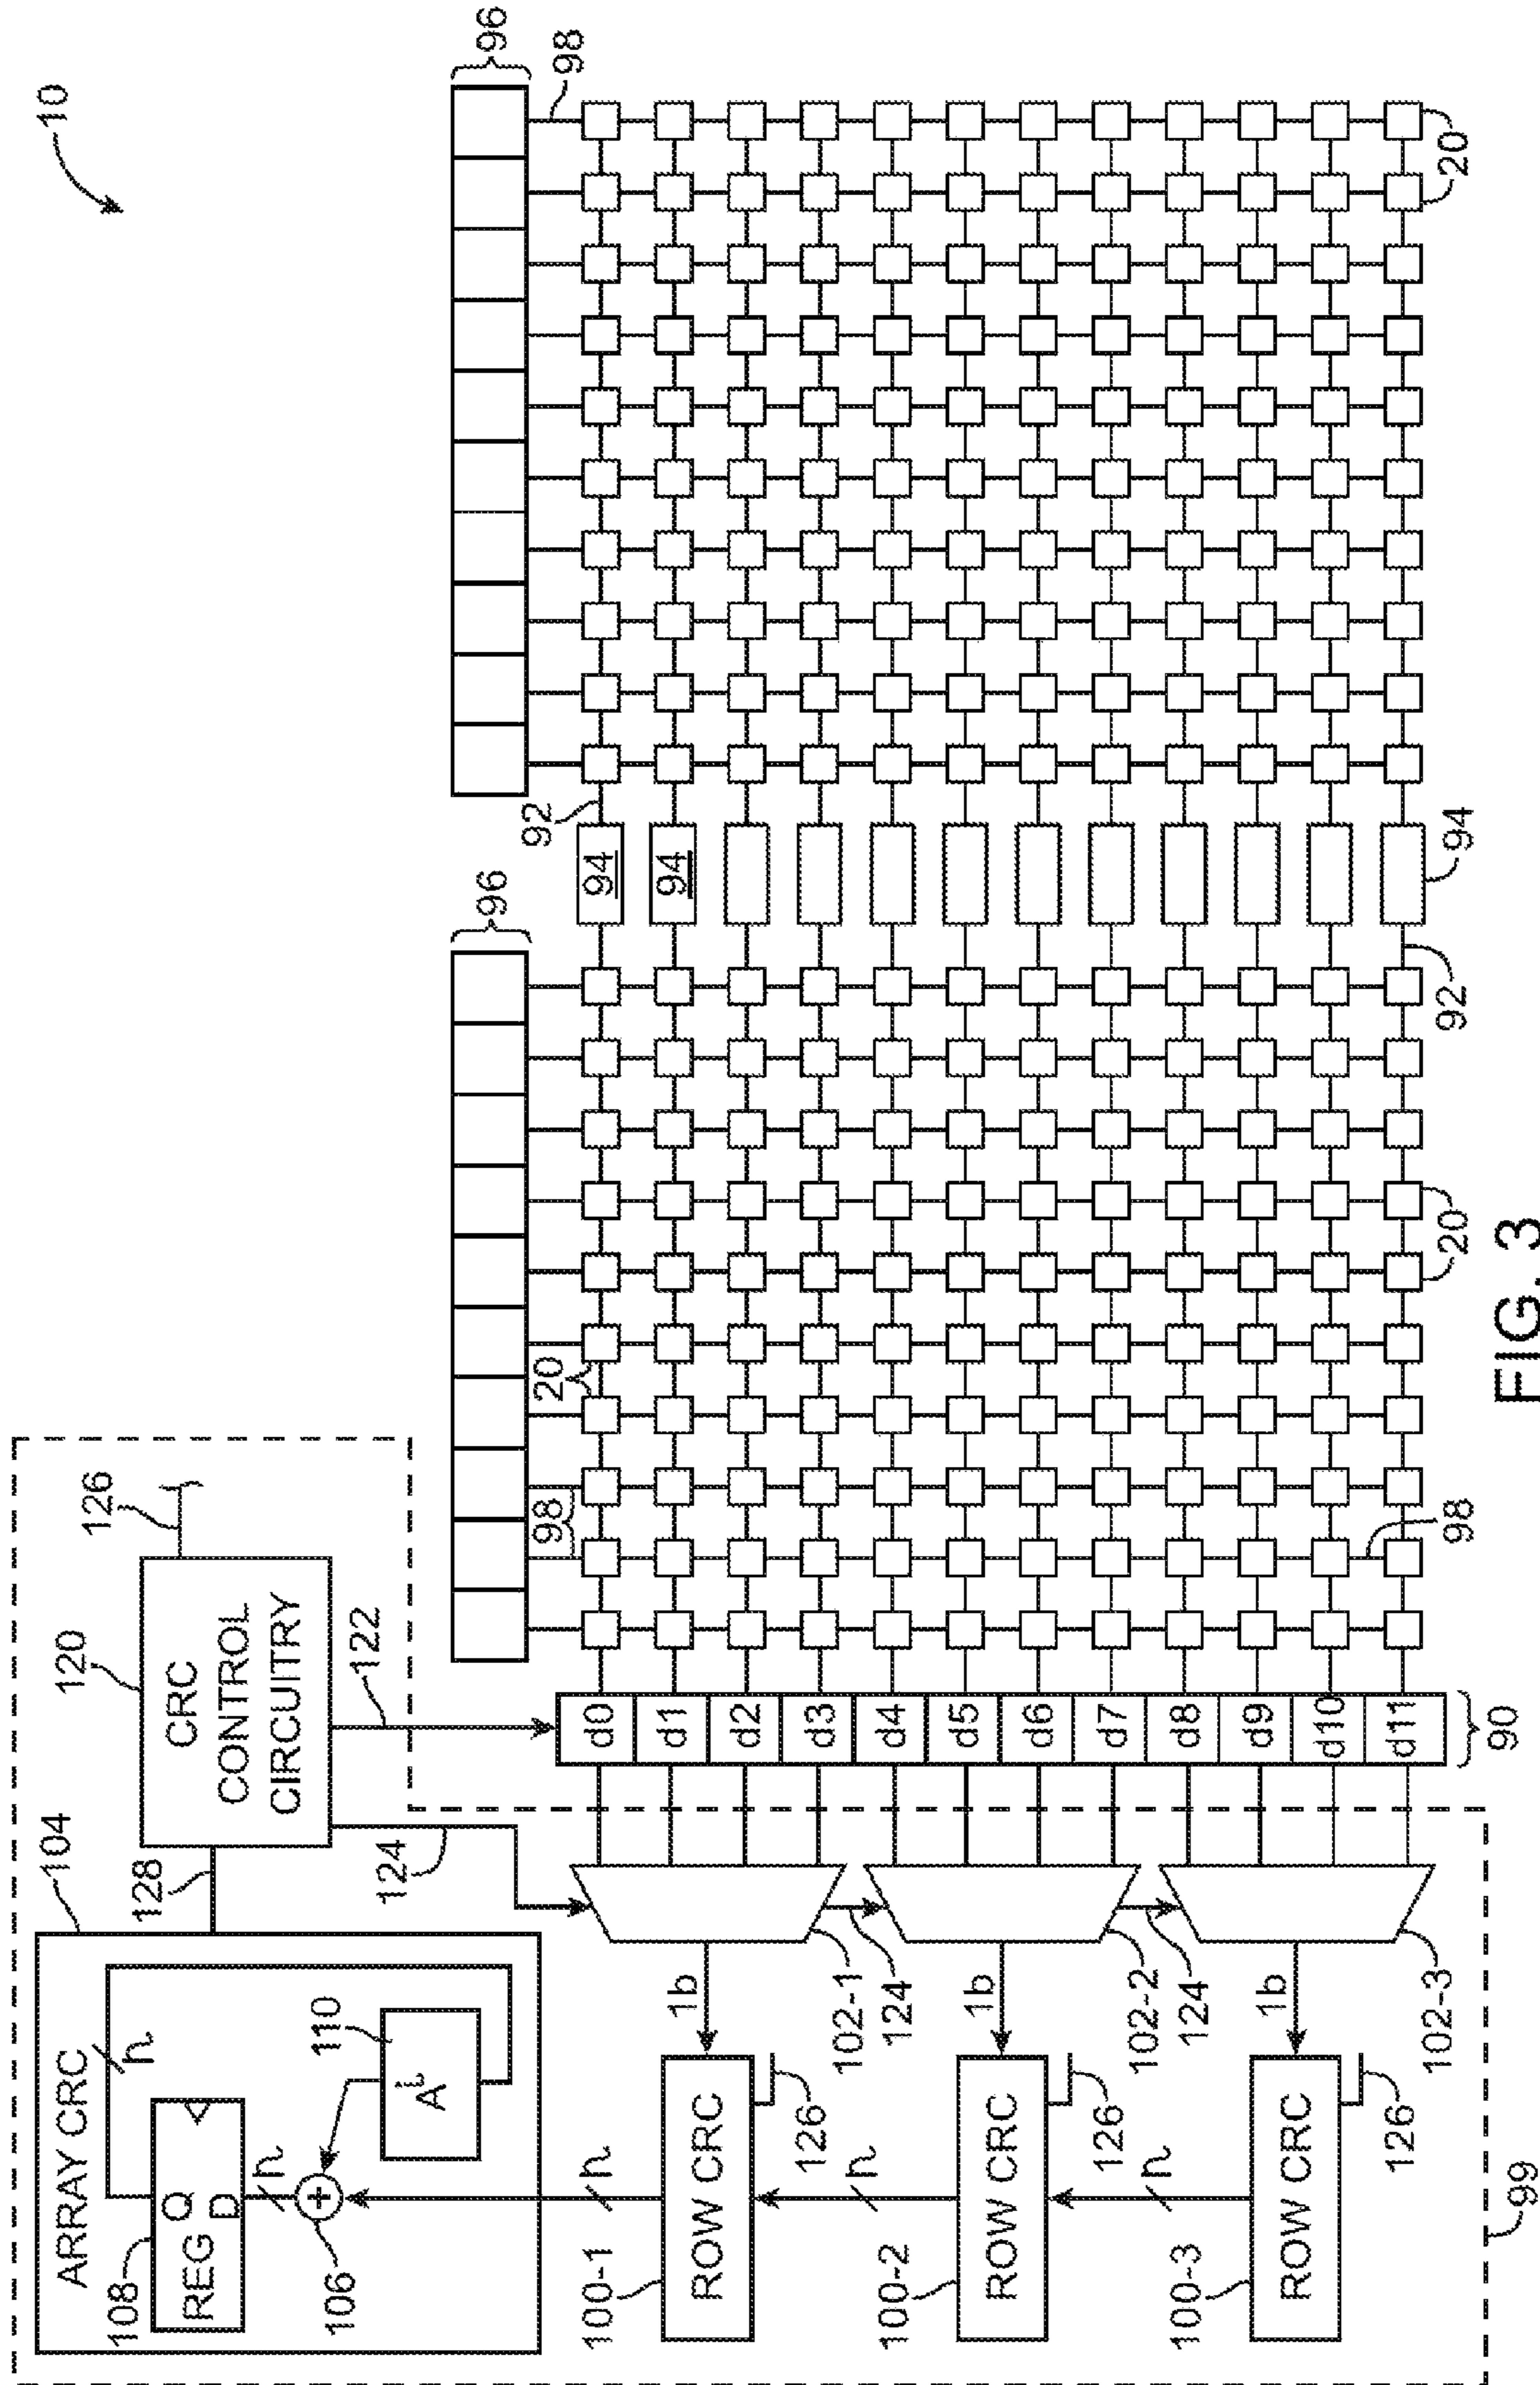 10
99
104
ARRAY CRC
108
REG
Q
D
h
h
106
110
A^i
128
120
CRC
CONTROL
CIRCUITRY
126
122
124
96
96
98
98
20
92
94
94
100-1
ROW CRC
h
126
1b
102-1
124
100-2
ROW CRC
h
126
1b
102-2
124
100-3
ROW CRC
h
126
1b
102-3
d0
d1
d2
d3
d4
d5
d6
d7
d8
d9
d10
d11
90
98
20
92
94
20
FIG. 3